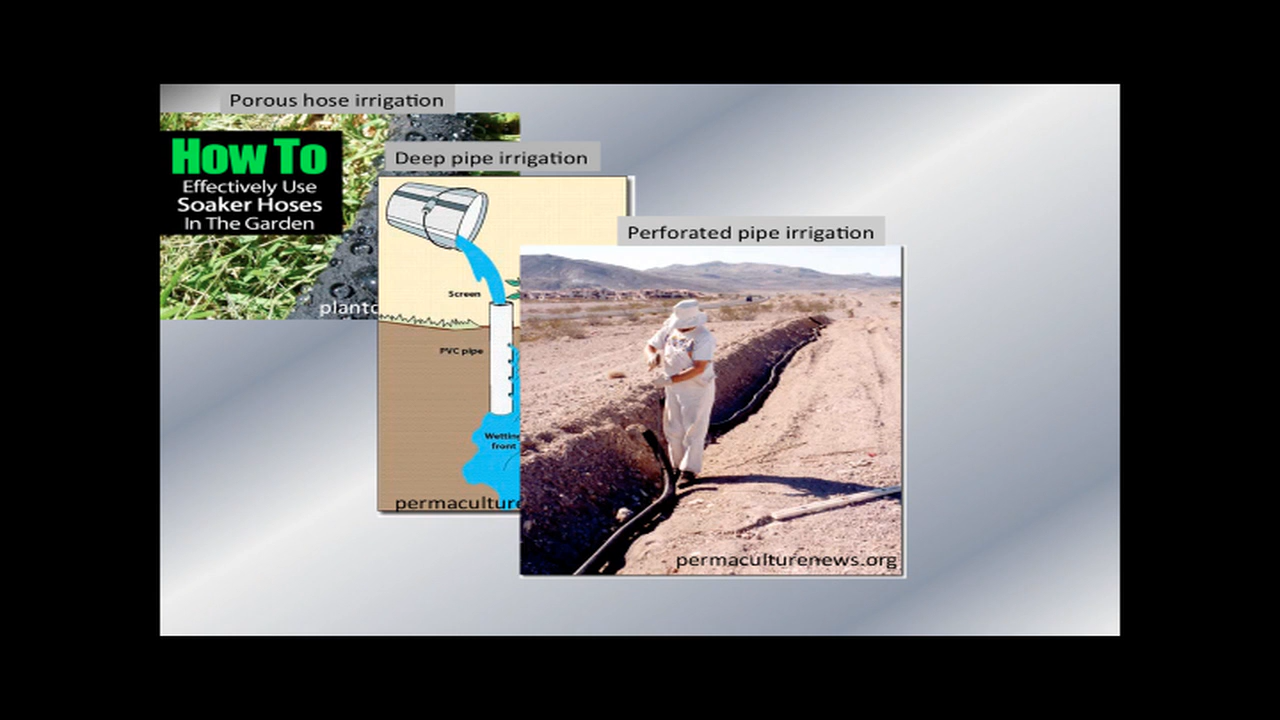 Porous hose irrigation
How To
Effectively Use
Soaker Hoses
In The Garden
Deep pipe irrigation
Screen
PVC pipe
front
Perforated pipe irrigation
permaculturenews.org